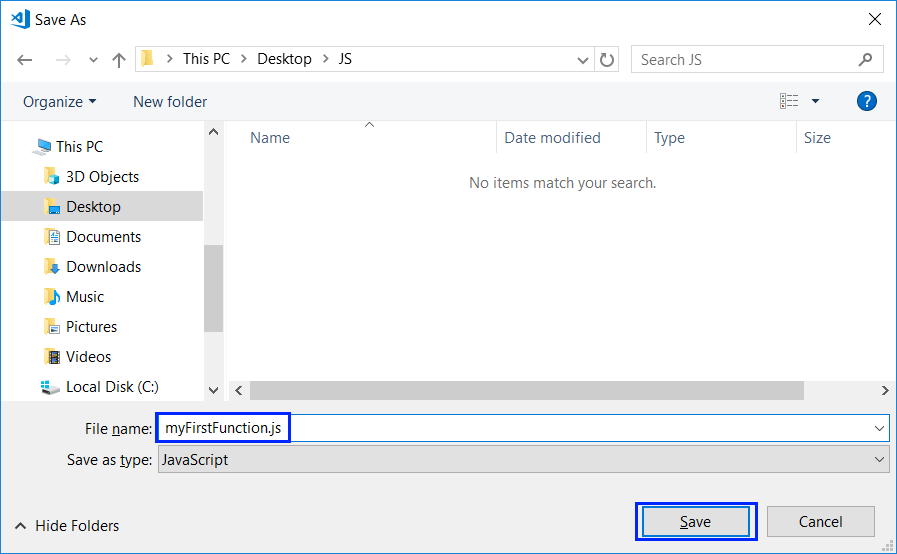 Save As
This PC > Desktop > JS
Search JS
Organize
New folder
?
Name
Date modified
Type
Size
No items match your search.
This PC
3D Objects
Desktop
Documents
Downloads
Music
Pictures
Videos
Local Disk (C:)
File name: myFirstFunction.js
Save as type: JavaScript
Hide Folders
Save
Cancel